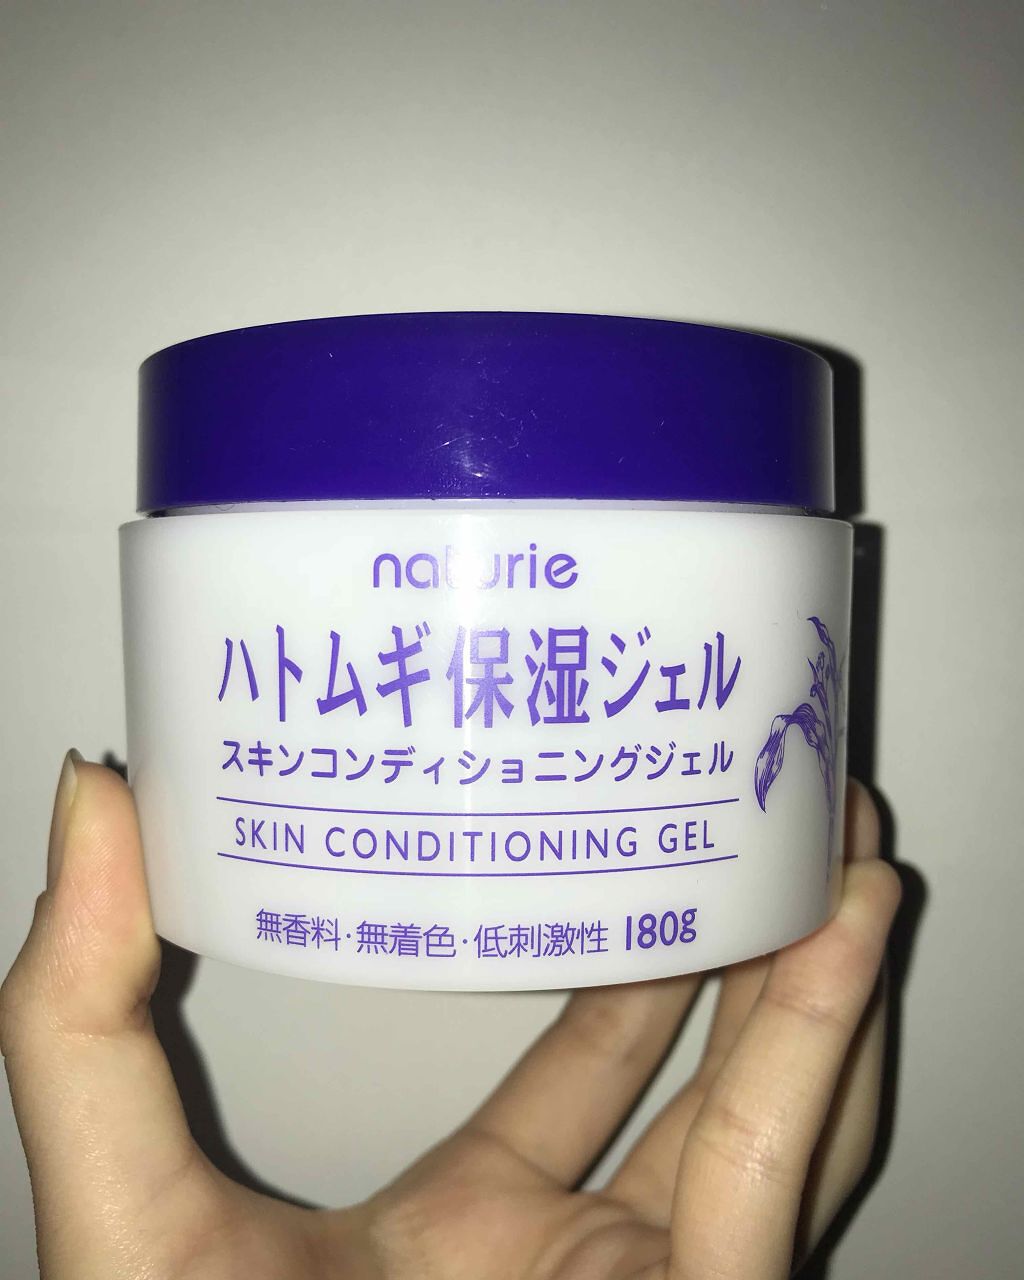 naturie
ハトムギ保湿ジェル
スキンコンディショニングジェル
SKIN CONDITIONING GEL
無香料・無着色・低刺激性 180g